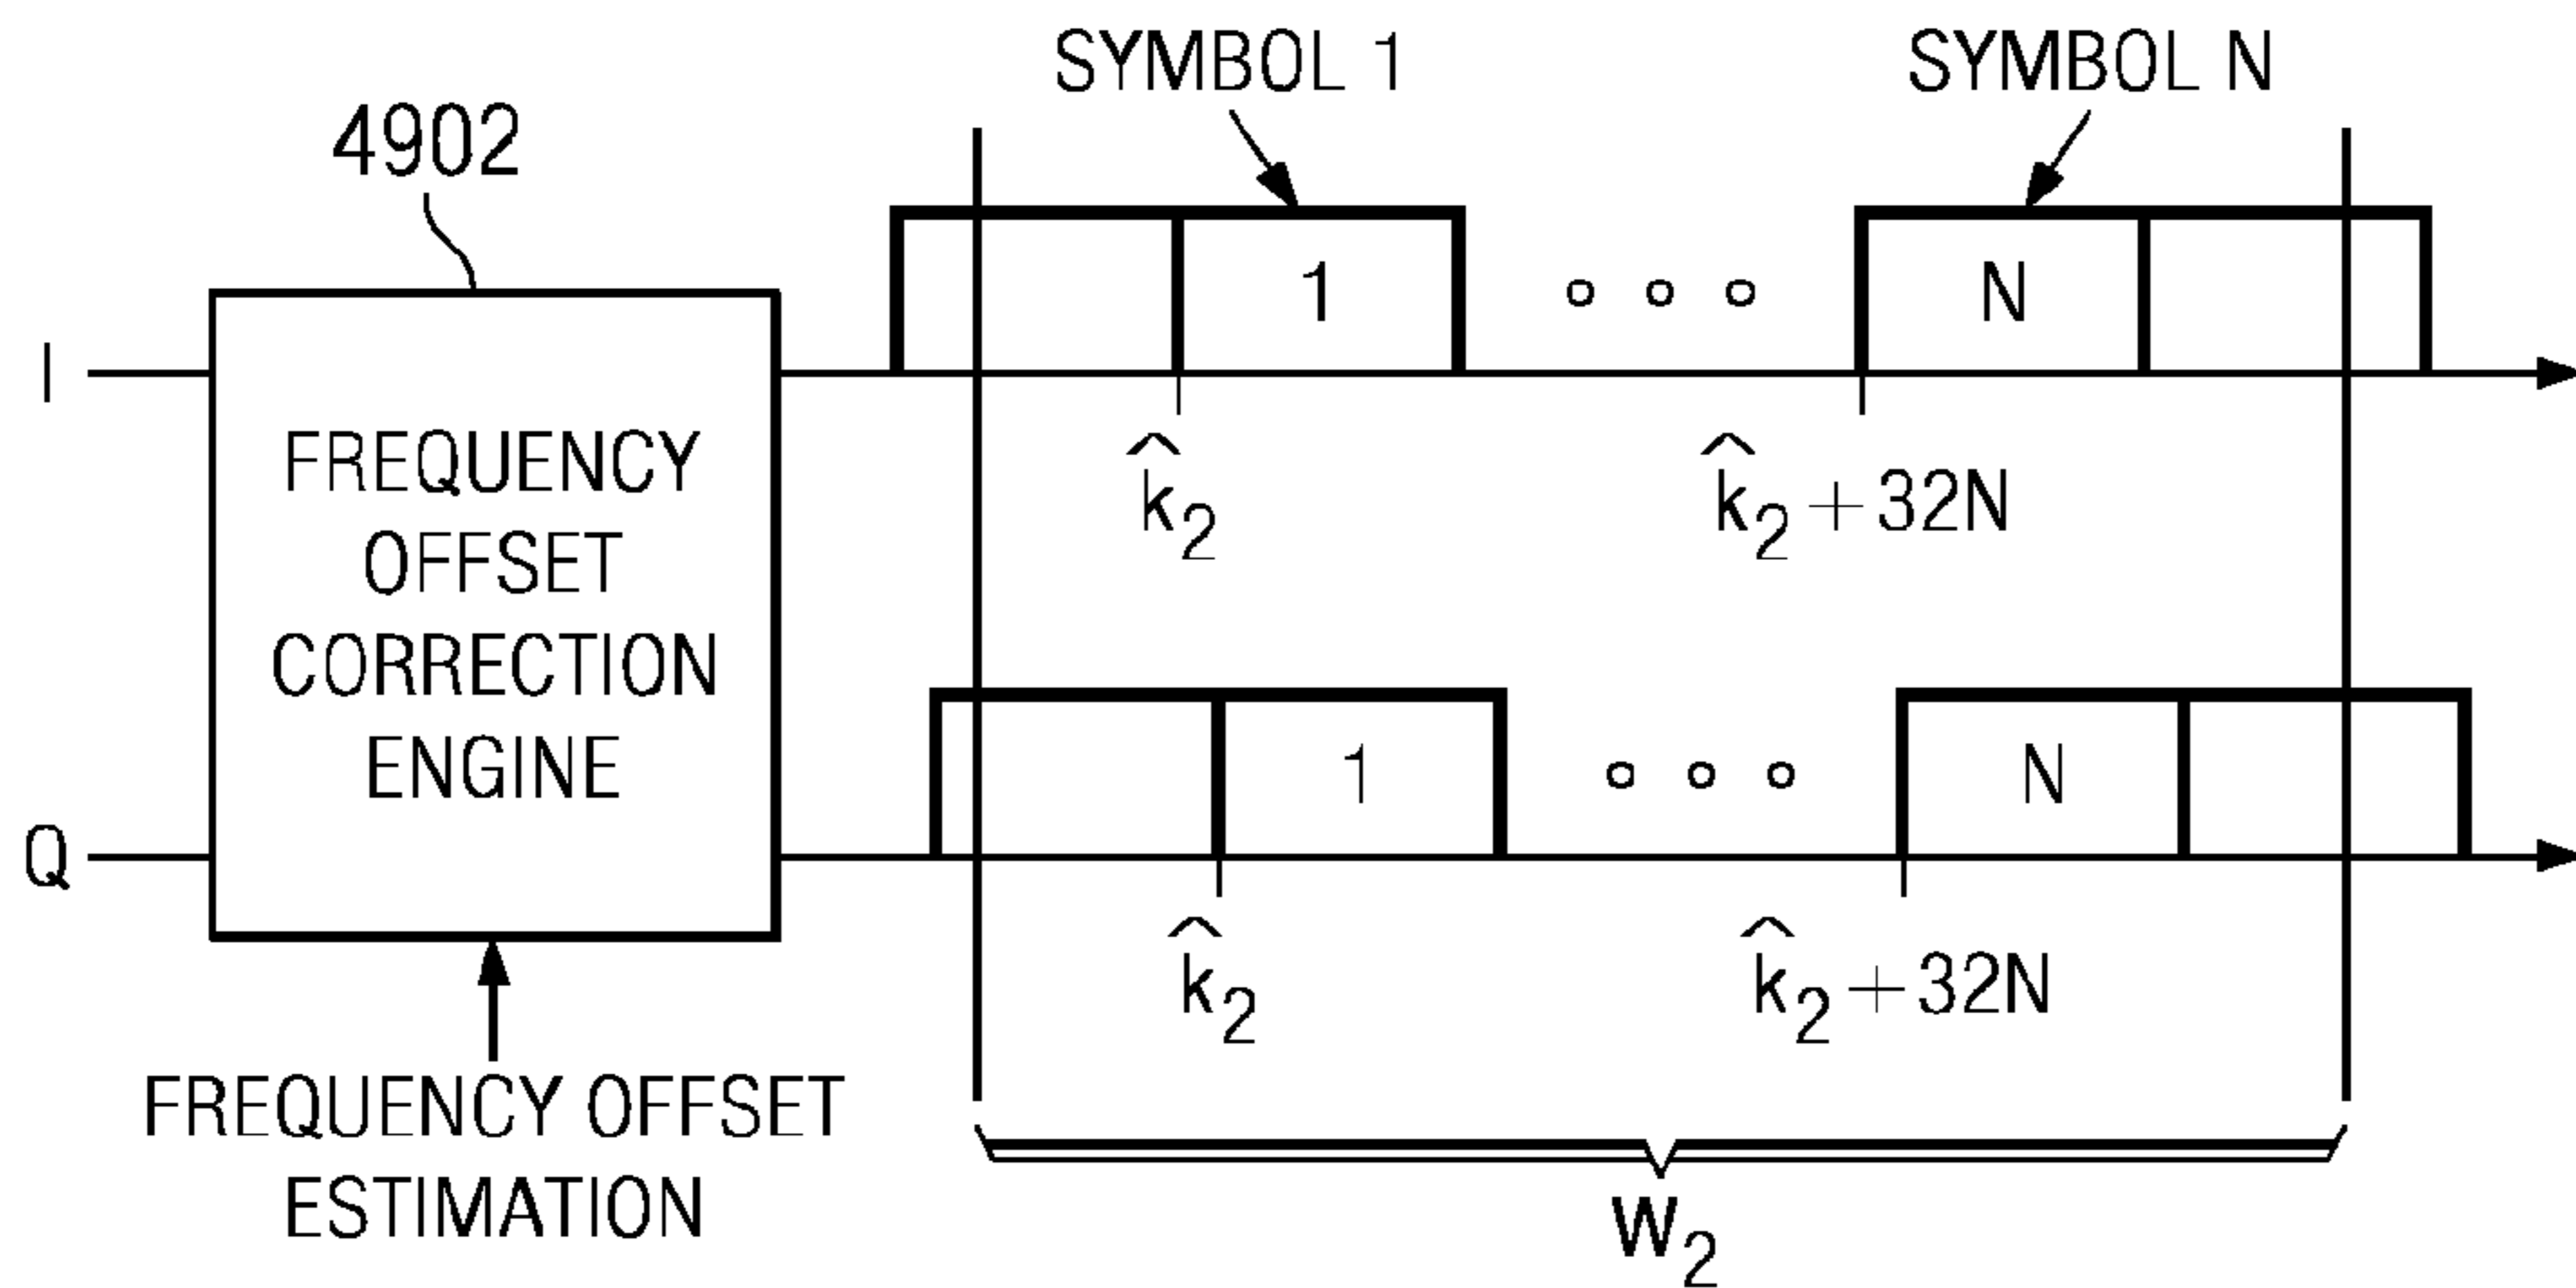 SYMBOL 1
SYMBOL N
4902
1
N
I
k̂₂
k̂₂ + 32N
FREQUENCY
OFFSET
CORRECTION
ENGINE
1
N
Q
k̂₂
k̂₂ + 32N
FREQUENCY OFFSET
ESTIMATION
W₂